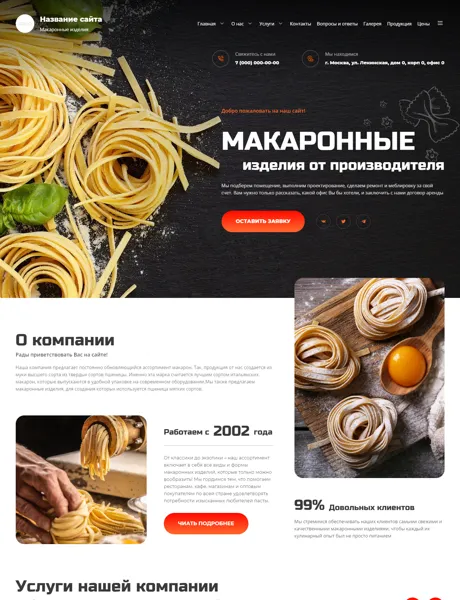 Название сайта
Макаронные изделия
Главная О нас Услуги Контакты Вопросы и ответы Галерея Продукция Цены
Свяжитесь с нами
7 (000) 000-00-00
Мы находимся
г. Москва, ул. Ленинская, дом 0, корп 0, офис 0
Добро пожаловать на наш сайт!
МАКАРОННЫЕ
изделия от производителя
Мы подберем помещение, выполним проектирование, сделаем ремонт и меблировку за свой
счет. Вам нужно только рассказать, какой офис Вы бы хотели, и заключить с нами договор аренды
ОСТАВИТЬ ЗАЯВКУ
О компании
Рады приветствовать Вас на сайте!
Наша компания предлагает постоянно обновляющийся ассортимент макарон. Так, продукция от нас создается из
муки высшего сорта из твердых сортов пшеницы. Именно эта марка считается лучшим сортом итальянских
макарон, которые выпускаются в удобной упаковке на современном оборудовании.Мы также предлагаем
макаронные изделия, для создания которых используется пшеница мягких сортов.
Работаем с 2002 года
От классики до экзотики – наш ассортимент
включает в себя все виды и формы
макаронных изделий, которые только можно
вообразить! Мы гордимся тем, что помогаем
ресторанам, кафе, магазинам и оптовым
покупателям по всей стране удовлетворять
потребности изысканных любителей пасты.
ЧИАТЬ ПОДРОБНЕЕ
99% Довольных клиентов
Мы стремимся обеспечивать наших клиентов самыми свежими и
качественными макаронными изделиями, чтобы каждый их
кулинарный опыт был не просто питанием
Услуги нашей компании